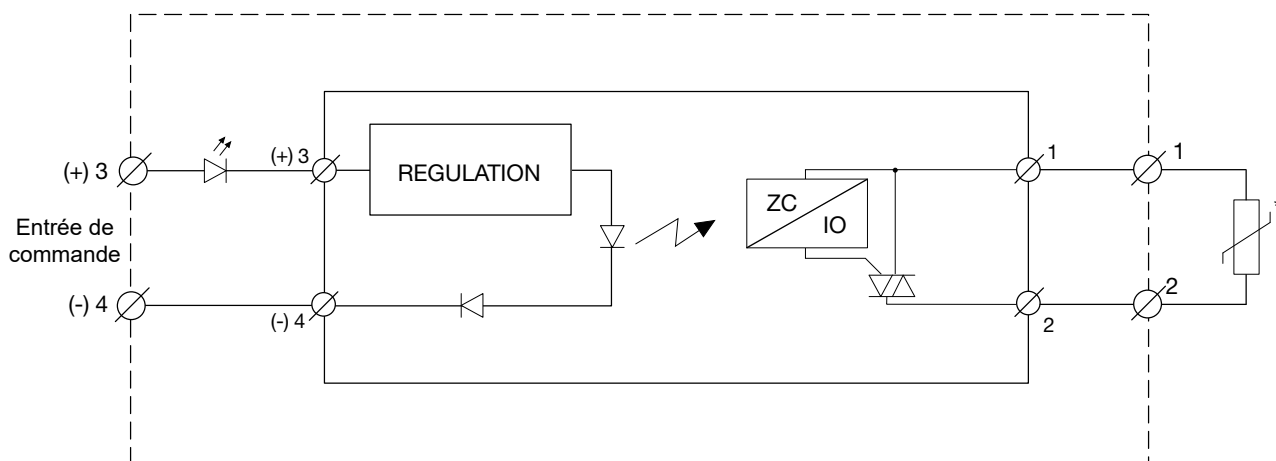 (+) 3
(+) 3
REGULATION
ZC
IO
1
1
*
Entrée de
commande
(-) 4
(-) 4
2
2